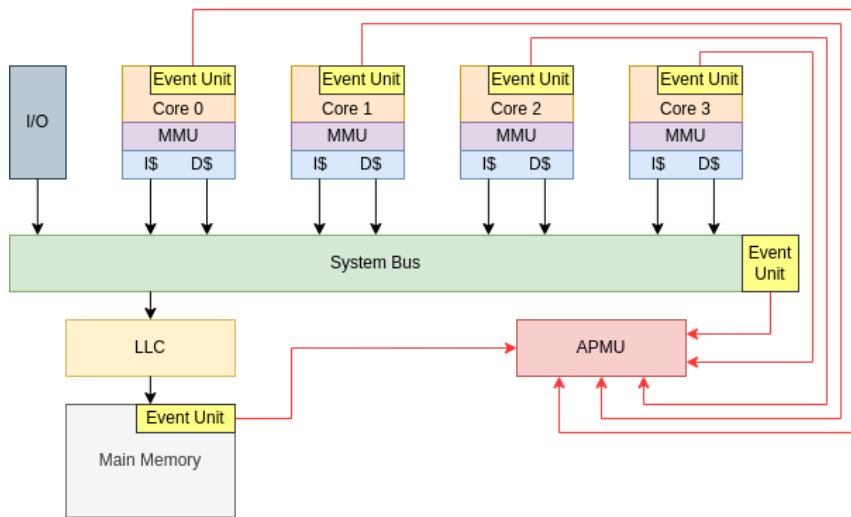 Event Unit
Event Unit
Event Unit
Event Unit
I/O
Core 0
Core 1
Core 2
Core 3
MMU
MMU
MMU
MMU
I$ D$
I$ D$
I$ D$
I$ D$
System Bus
Event
Unit
LLC
APMU
Event Unit
Main Memory